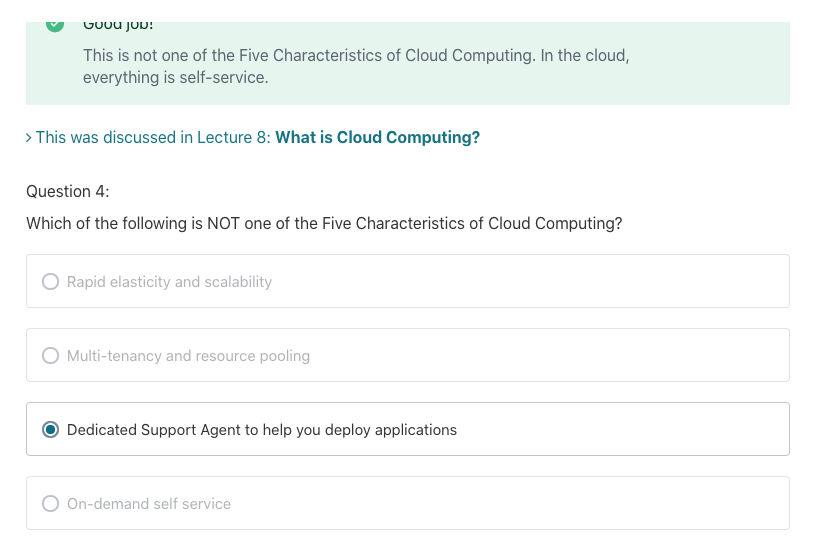 Good job!
This is not one of the Five Characteristics of Cloud Computing. In the cloud,
everything is self-service.
> This was discussed in Lecture 8: What is Cloud Computing?
Question 4:
Which of the following is NOT one of the Five Characteristics of Cloud Computing?
Rapid elasticity and scalability
Multi-tenancy and resource pooling
Dedicated Support Agent to help you deploy applications
On-demand self service